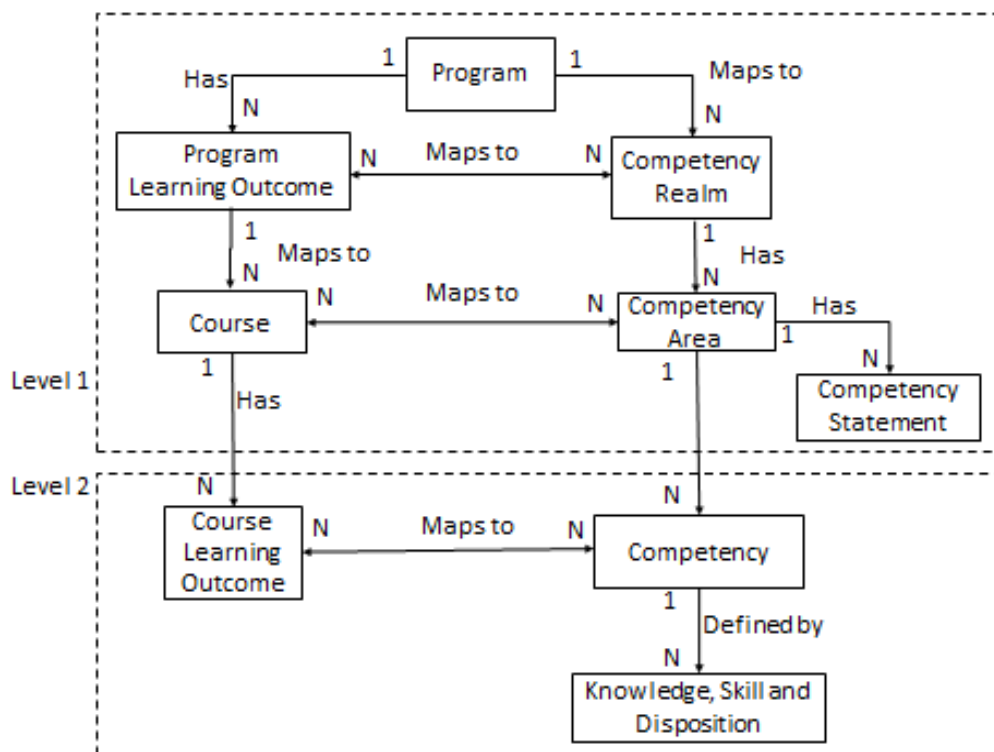 1
Program
1
Has
Maps to
N
N
Program
Learning Outcome
N
Maps to
N
Competency
Realm
1
1
Maps to
Has
N
N
Course
N
Maps to
N
Competency
Area
Has
1
1
1
N
Level 1
Has
Competency
Statement
Level 2
N
N
Course
Learning
Outcome
N
Maps to
N
Competency
1
Defined by
N
Knowledge, Skill and
Disposition